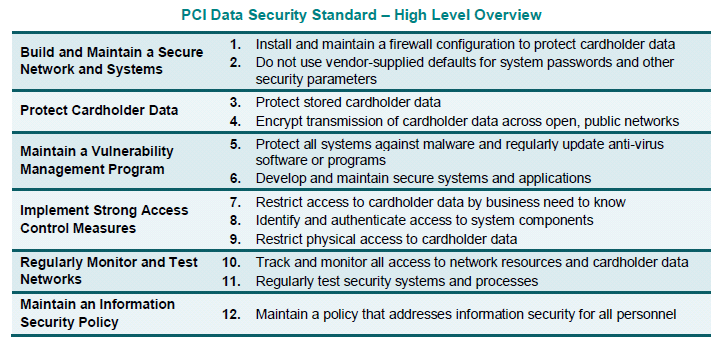 PCI Data Security Standard – High Level Overview
Build and Maintain a Secure
Network and Systems
1. Install and maintain a firewall configuration to protect cardholder data
2. Do not use vendor-supplied defaults for system passwords and other
security parameters
Protect Cardholder Data
3. Protect stored cardholder data
4. Encrypt transmission of cardholder data across open, public networks
Maintain a Vulnerability
Management Program
5. Protect all systems against malware and regularly update anti-virus
software or programs
6. Develop and maintain secure systems and applications
Implement Strong Access
Control Measures
7. Restrict access to cardholder data by business need to know
8. Identify and authenticate access to system components
9. Restrict physical access to cardholder data
Regularly Monitor and Test
Networks
10. Track and monitor all access to network resources and cardholder data
11. Regularly test security systems and processes
Maintain an Information
Security Policy
12. Maintain a policy that addresses information security for all personnel